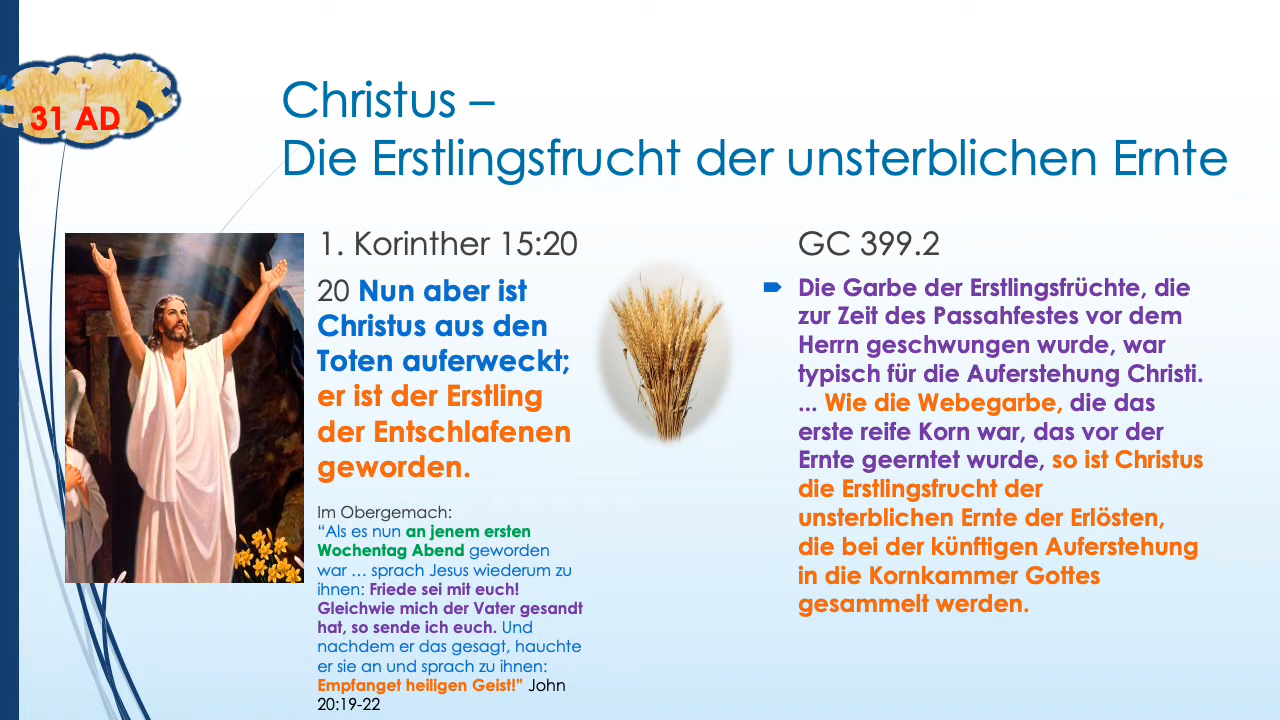 31 AD
Christus –
Die Erstlingsfrucht der unsterblichen Ernte
1. Korinther 15:20
20 Nun aber ist
Christus aus den
Toten auferweckt;
er ist der Erstling
der Entschlafenen
geworden.
Im Obergemach:
“Als es nun an jenem ersten
Wochentag Abend geworden
war … sprach Jesus wiederum zu
ihnen: Friede sei mit euch!
Gleichwie mich der Vater gesandt
hat, so sende ich euch. Und
nachdem er das gesagt, hauchte
er sie an und sprach zu ihnen:
Empfanget heiligen Geist!” John
20:19-22
GC 399.2
Die Garbe der Erstlingsfrüchte, die
zur Zeit des Passahfestes vor dem
Herrn geschwungen wurde, war
typisch für die Auferstehung Christi.
... Wie die Webegarbe, die das
erste reife Korn war, das vor der
Ernte geerntet wurde, so ist Christus
die Erstlingsfrucht der
unsterblichen Ernte der Erlösten,
die bei der künftigen Auferstehung
in die Kornkammer Gottes
gesammelt werden.